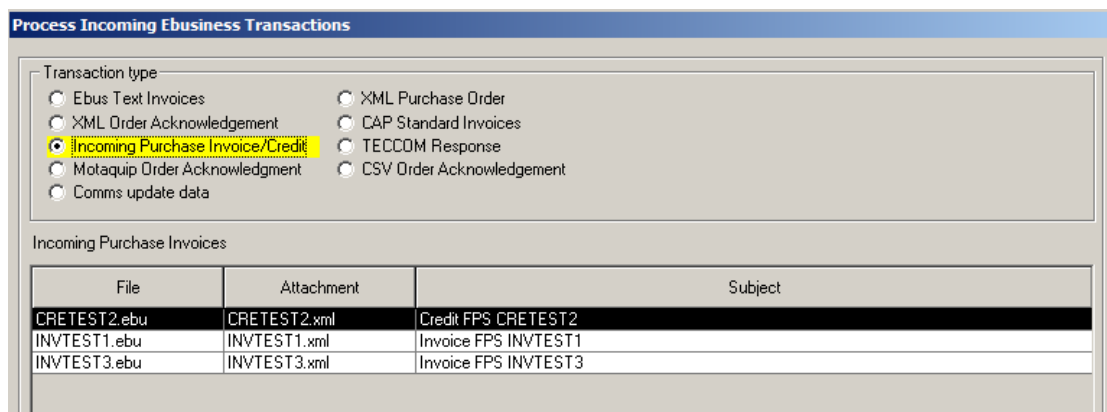 Process Incoming Ebusiness Transactions
Transaction type
Ebus Text Invoices XML Purchase Order
XML Order Acknowledgement CAP Standard Invoices
Incoming Purchase Invoice/Credit TECCOM Response
Motaquip Order Acknowledgment CSV Order Acknowledgement
Comms update data
Incoming Purchase Invoices
File Attachment Subject
CRETEST2.ebu CRETEST2.xml Credit FPS CRETEST2
INVTEST1.ebu INVTEST1.xml Invoice FPS INVTEST1
INVTEST3.ebu INVTEST3.xml Invoice FPS INVTEST3